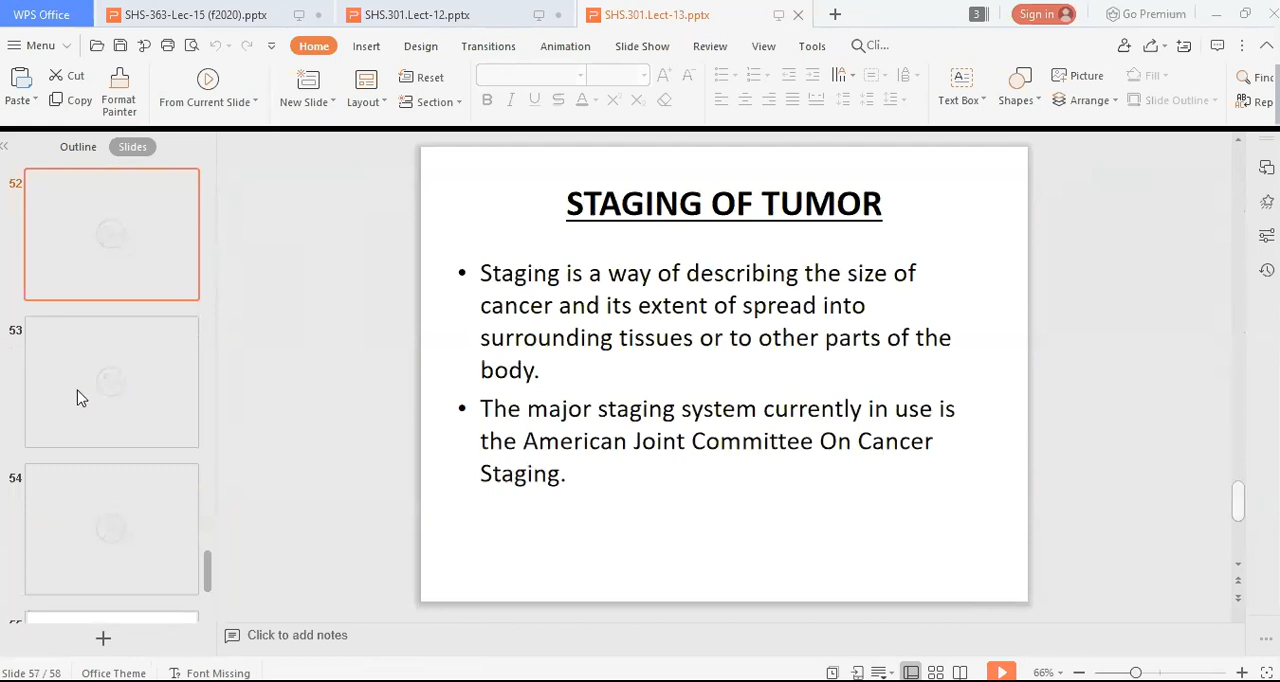 WPS Office
SHS-363-Lec-15 (f2020).pptx
SHS.301.Lect-12.pptx
SHS.301.Lect-13.pptx
3
Sign in
Go Premium
Menu
Home
Insert
Design
Transitions
Animation
Slide Show
Review
View
Tools
Cli...
Paste
Cut
Copy
Format
Painter
From Current Slide
New Slide
Layout
Reset
Section
B I U S A X² X₂
A⁺ A⁻
Text Box
Shapes
Picture
Arrange
Fill
Slide Outline
Find
Rep
Outline
Slides
52
53
54
STAGING OF TUMOR
• Staging is a way of describing the size of
cancer and its extent of spread into
surrounding tissues or to other parts of the
body.
• The major staging system currently in use is
the American Joint Committee On Cancer
Staging.
Click to add notes
Slide 57 / 58
Office Theme
Font Missing
66%